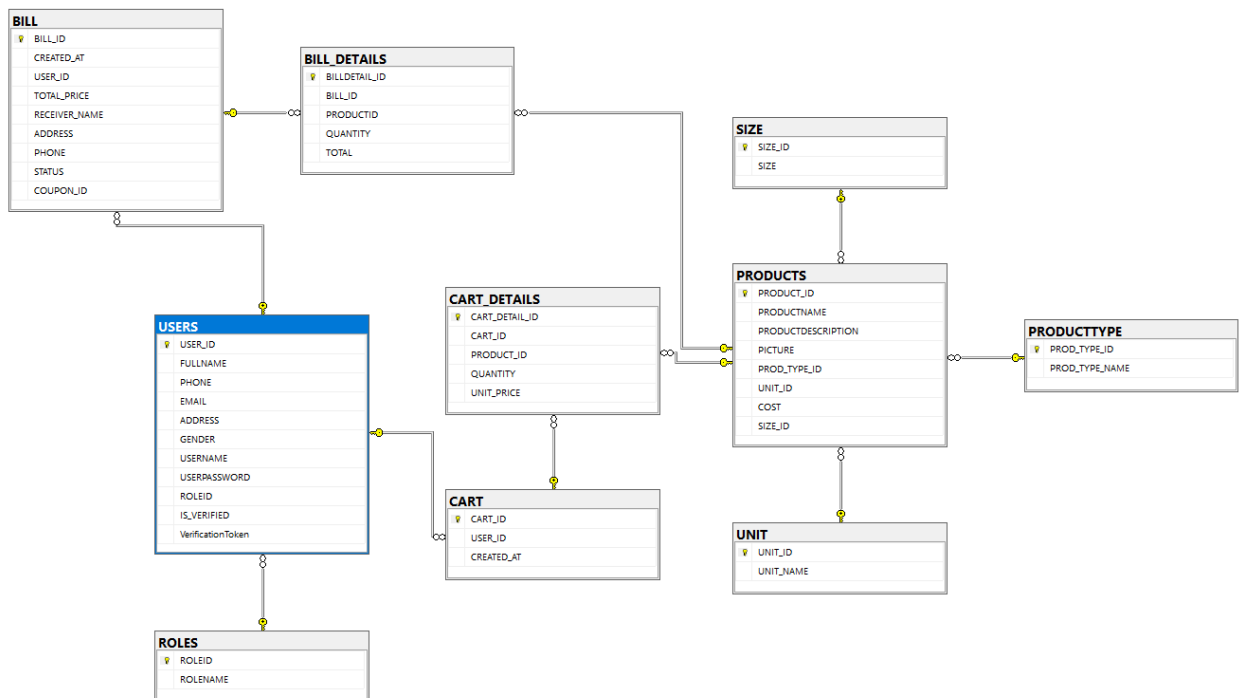 BILL
BILL_ID
CREATED_AT
USER_ID
TOTAL_PRICE
RECEIVER_NAME
ADDRESS
PHONE
STATUS
COUPON_ID
BILL_DETAILS
BILLDETAIL_ID
BILL_ID
PRODUCTID
QUANTITY
TOTAL
SIZE
SIZE_ID
SIZE
PRODUCTS
PRODUCT_ID
PRODUCTNAME
PRODUCTDESCRIPTION
PICTURE
PROD_TYPE_ID
UNIT_ID
COST
SIZE_ID
PRODUCTTYPE
PROD_TYPE_ID
PROD_TYPE_NAME
CART_DETAILS
CART_DETAIL_ID
CART_ID
PRODUCT_ID
QUANTITY
UNIT_PRICE
USERS
USER_ID
FULLNAME
PHONE
EMAIL
ADDRESS
GENDER
USERNAME
USERPASSWORD
ROLEID
IS_VERIFIED
VerificationToken
CART
CART_ID
USER_ID
CREATED_AT
UNIT
UNIT_ID
UNIT_NAME
ROLES
ROLEID
ROLENAME